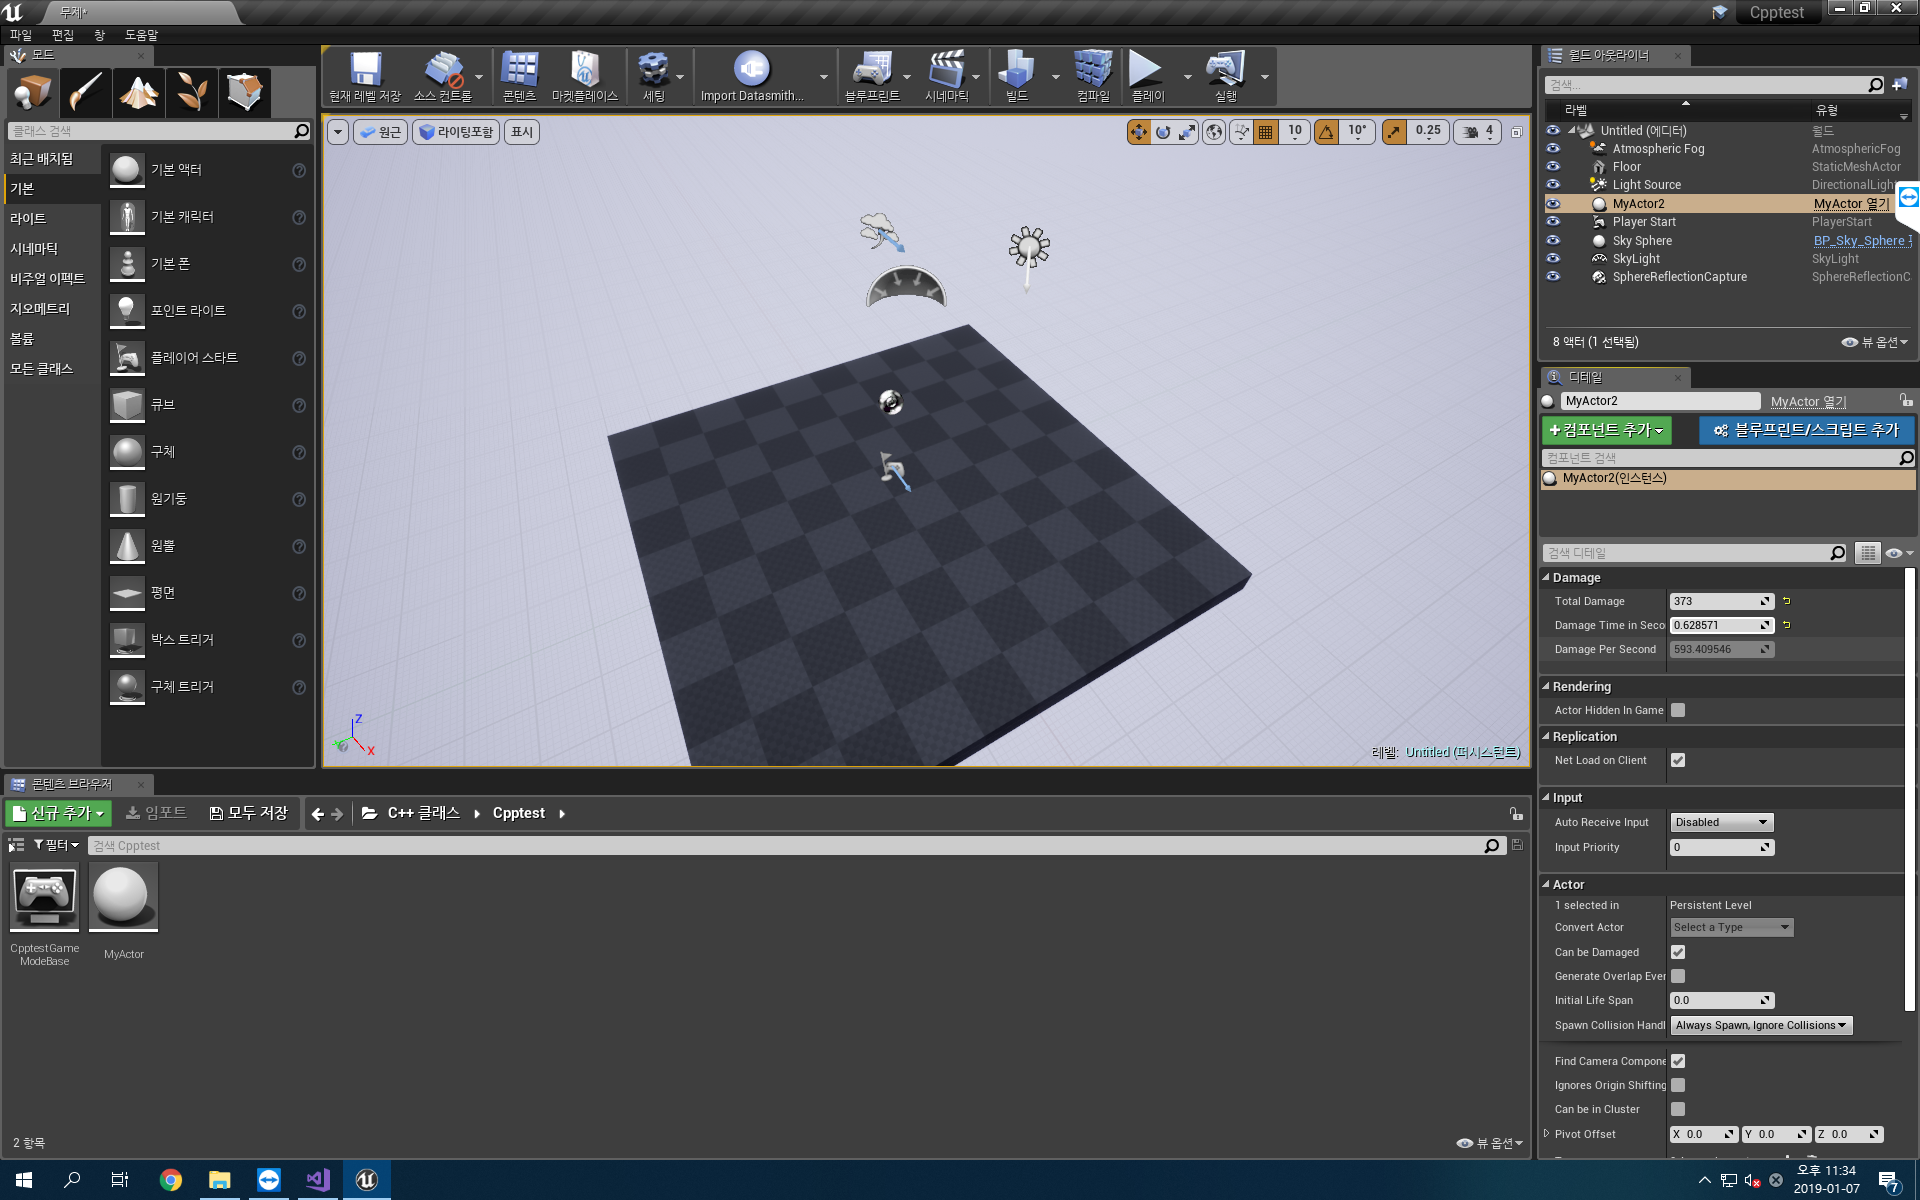 무제*
Cpptest
파일 편집 창 도움말
모드
현재 레벨 저장
소스 컨트롤
콘텐츠
마켓플레이스
세팅
Import Datasmith...
블루프린트
시네마틱
빌드
컴파일
플레이
실행
클래스 검색
최근 배치됨
기본
라이트
시네마틱
비주얼 이펙트
지오메트리
볼륨
모든 클래스
기본 액터
기본 캐릭터
기본 폰
포인트 라이트
플레이어 스타트
큐브
구체
원기둥
원뿔
평면
박스 트리거
구체 트리거
원근
라이팅포함
표시
10
10°
0.25
4
Z
X
레벨: Untitled (퍼시스턴트)
월드 아웃라이너
검색...
라벨 유형
Untitled (에디터) 월드
Atmospheric Fog AtmosphericFog
Floor StaticMeshActor
Light Source DirectionalLight
MyActor2 MyActor 열기
Player Start PlayerStart
Sky Sphere BP_Sky_Sphere
SkyLight SkyLight
SphereReflectionCapture SphereReflectionC
8 액터 (1 선택됨)
뷰 옵션
디테일
MyActor2 MyActor 열기
+컴포넌트 추가
블루프린트/스크립트 추가
컴포넌트 검색
MyActor2(인스턴스)
검색 디테일
Damage
Total Damage 373
Damage Time in Seco 0.628571
Damage Per Second 593.409546
Rendering
Actor Hidden In Game
Replication
Net Load on Client
Input
Auto Receive Input Disabled
Input Priority 0
Actor
1 selected in Persistent Level
Convert Actor Select a Type
Can be Damaged
Generate Overlap Ever
Initial Life Span 0.0
Spawn Collision Handl Always Spawn, Ignore Collisions
Find Camera Compone
Ignores Origin Shifting
Can be in Cluster
Pivot Offset X 0.0 Y 0.0 Z 0.0
콘텐츠 브라우저
신규 추가
임포트
모두 저장
C++ 클래스
Cpptest
필터
검색 Cpptest
CpptestGame
ModeBase
MyActor
2 항목
뷰 옵션
오후 11:34
2019-01-07
7